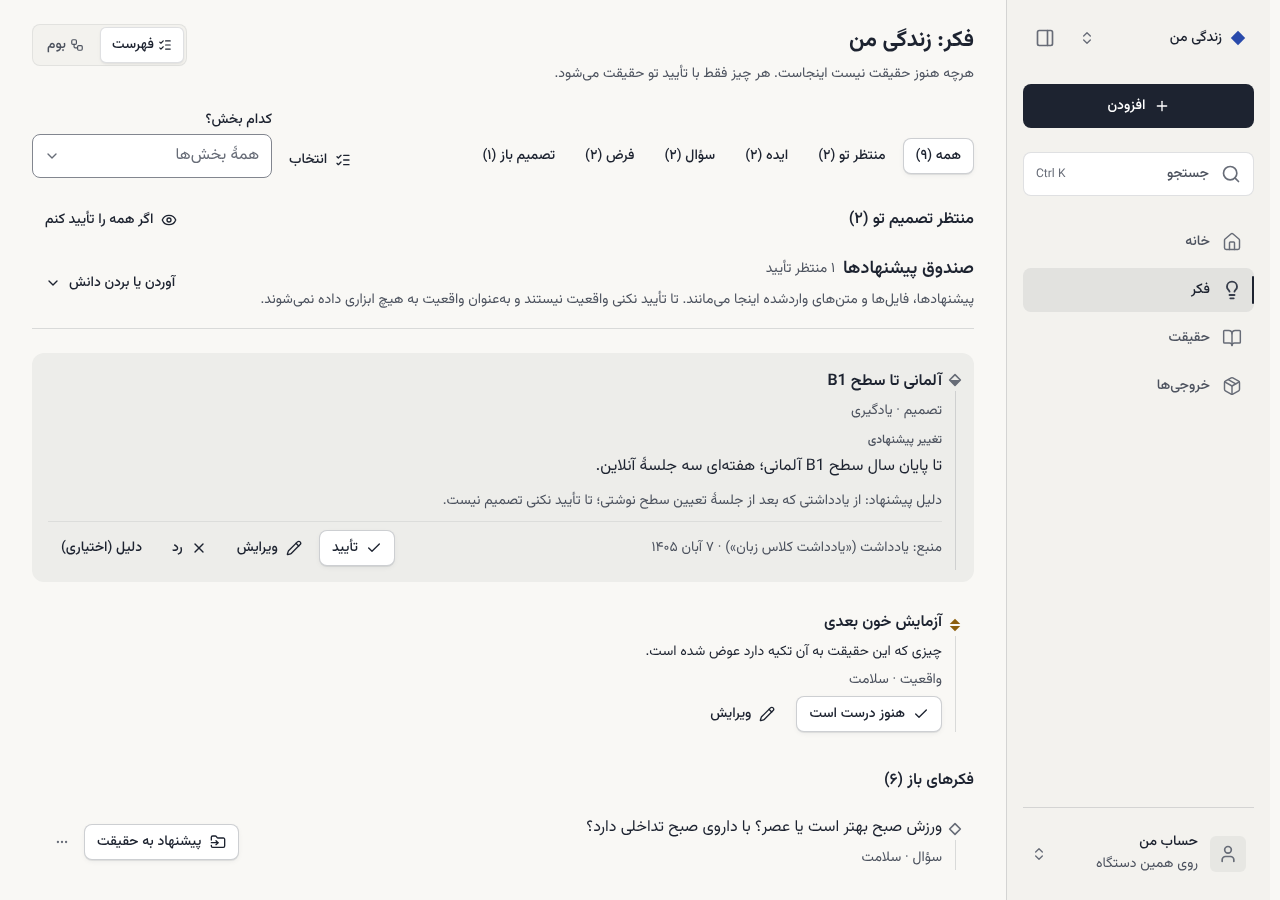 زندگی من
افزودن
جستجو
Ctrl K
خانه
فکر
حقیقت
خروجی‌ها
حساب من
روی همین دستگاه
فکر: زندگی من
هرچه هنوز حقیقت نیست اینجاست. هر چیز فقط با تأیید تو حقیقت می‌شود.
فهرست
بوم
همه (۹)
منتظر تو (۲)
ایده (۲)
سؤال (۲)
فرض (۲)
تصمیم باز (۱)
انتخاب
کدام بخش؟
همهٔ بخش‌ها
منتظر تصمیم تو (۲)
اگر همه را تأیید کنم
صندوق پیشنهادها ۱ منتظر تأیید
آوردن یا بردن دانش
پیشنهادها، فایل‌ها و متن‌های واردشده اینجا می‌مانند. تا تأیید نکنی واقعیت نیستند و به‌عنوان واقعیت به هیچ ابزاری داده نمی‌شوند.
آلمانی تا سطح B1
تصمیم · یادگیری
تغییر پیشنهادی
تا پایان سال سطح B1 آلمانی؛ هفته‌ای سه جلسهٔ آنلاین.
دلیل پیشنهاد: از یادداشتی که بعد از جلسهٔ تعیین سطح نوشتی؛ تا تأیید نکنی تصمیم نیست.
منبع: یادداشت («یادداشت کلاس زبان») · ۷ آبان ۱۴۰۵
تأیید
ویرایش
رد
دلیل (اختیاری)
آزمایش خون بعدی
چیزی که این حقیقت به آن تکیه دارد عوض شده است.
واقعیت · سلامت
هنوز درست است
ویرایش
فکرهای باز (۶)
ورزش صبح بهتر است یا عصر؟ با داروی صبح تداخلی دارد؟
سؤال · سلامت
پیشنهاد به حقیقت